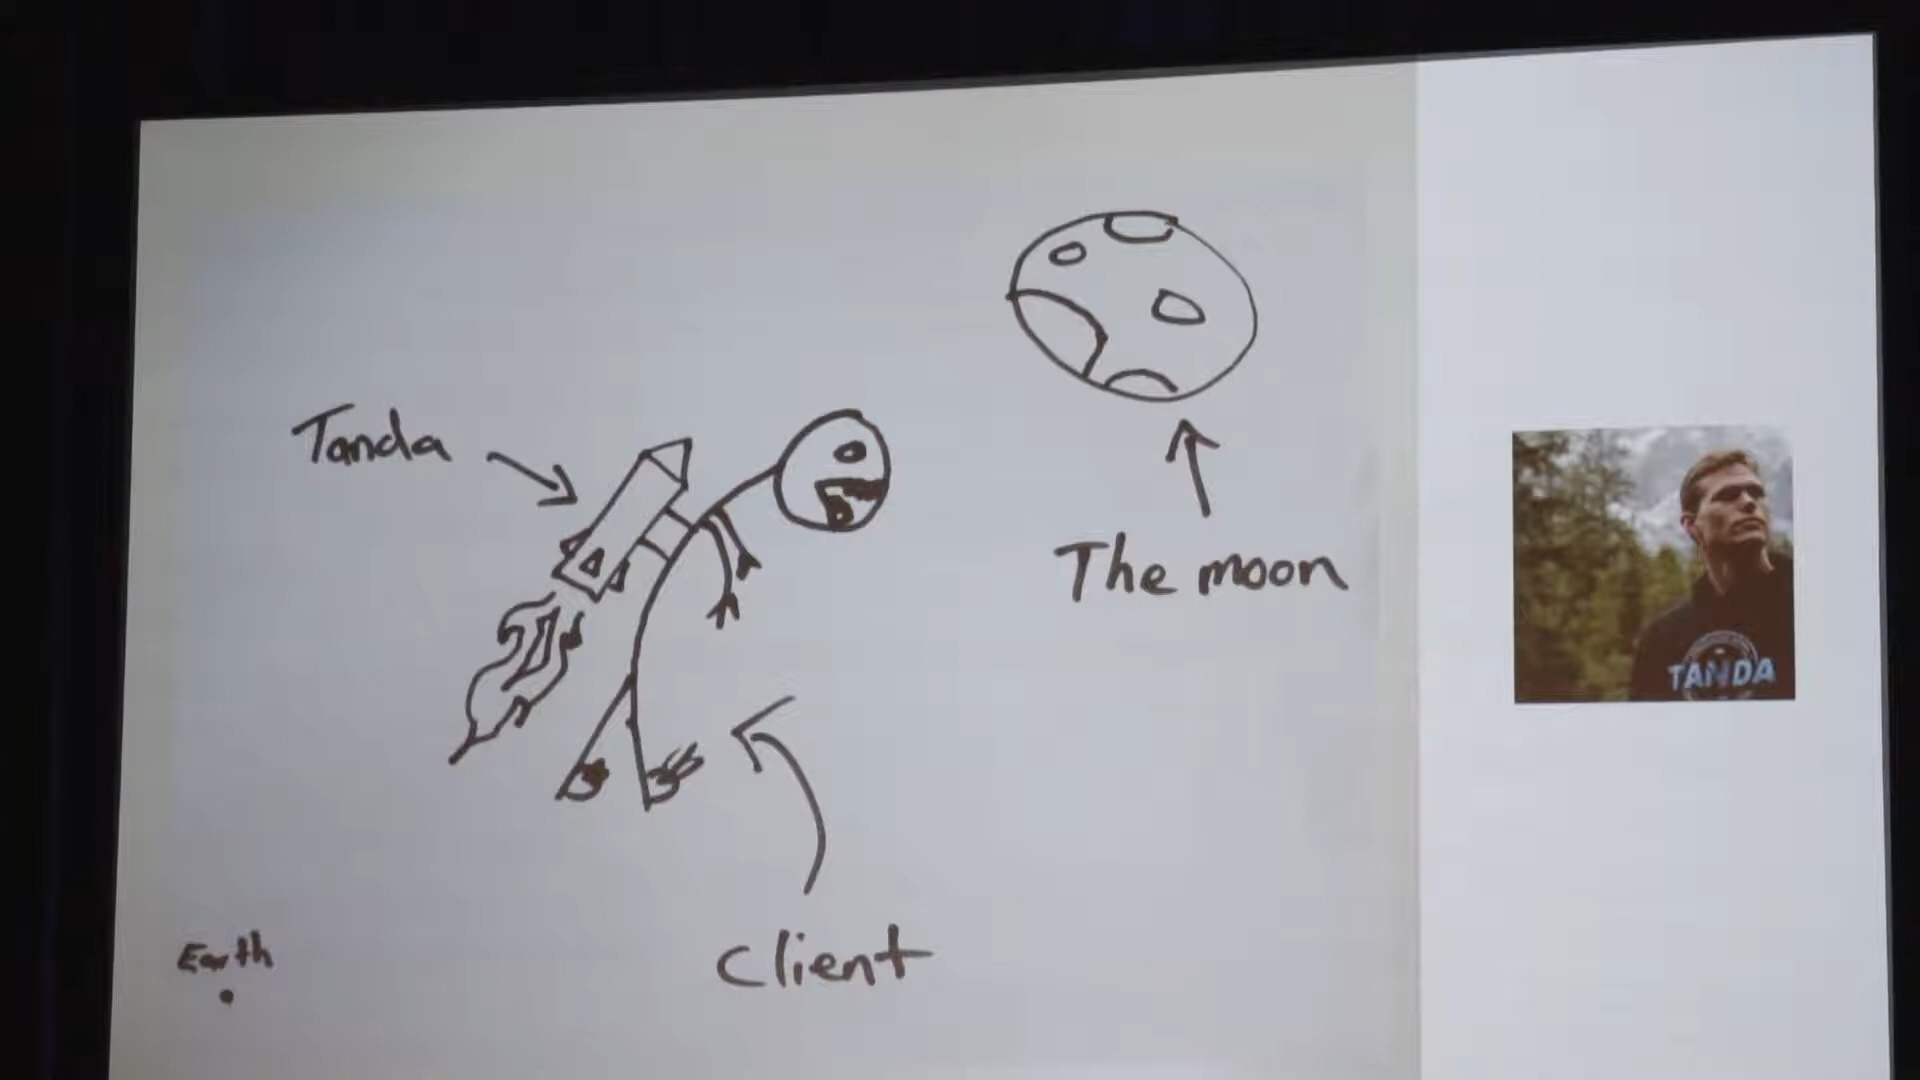 Tanda
The moon
TANDA
Client
Earth